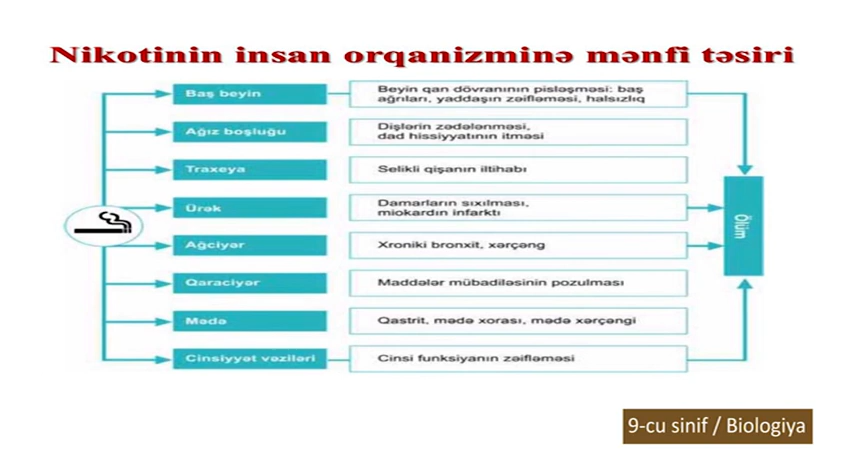 Nikotinin insan orqanizminə mənfi təsiri
Baş beyin
Beyin qan dövranının pisləşməsi: baş
ağrıları, yaddaşın zəifləməsi, halsızlıq
Ağız boşluğu
Dişlərin zədələnməsi,
dad hissiyyatının itməsi
Traxeya
Selikli qişanın iltihabı
Ürək
Damarların sıxılması,
miokardın infarktı
Ağciyər
Xroniki bronxit, xərçəng
Qaraciyər
Maddələr mübadiləsinin pozulması
Mədə
Qastrit, mədə xorası, mədə xərçəngi
Cinsiyyət vəziləri
Cinsi funksiyanın zəifləməsi
Ölüm
9-cu sinif / Biologiya